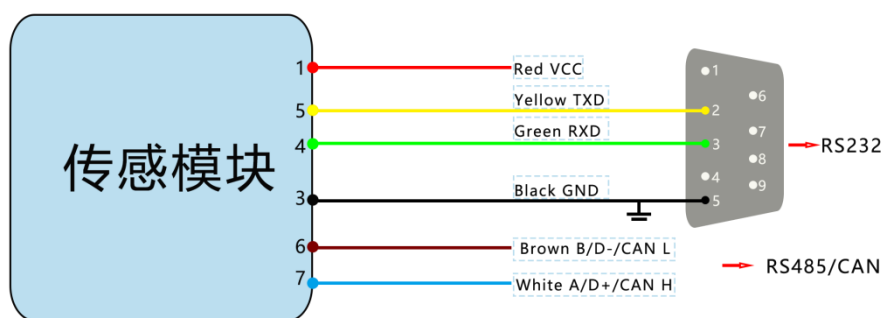 传感模块
1
Red VCC
5
Yellow TXD
4
Green RXD
3
Black GND
6
Brown B/D-/CAN L
7
White A/D+/CAN H
1
6
2
7
3
8
4
9
5
RS232
RS485/CAN